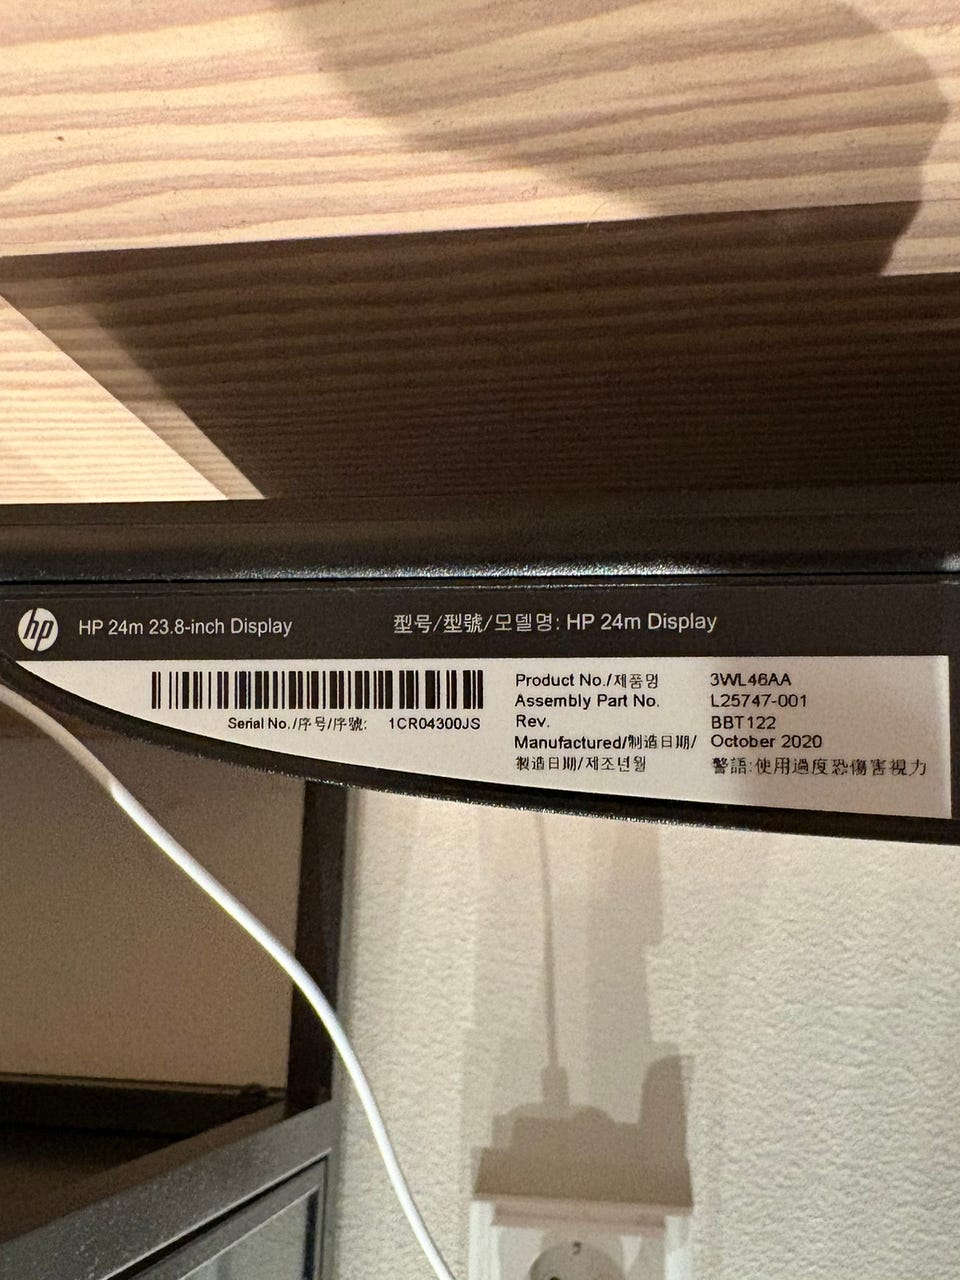 hp HP 24m 23.8-inch Display 型号/型號/모델명: HP 24m Display
Serial No./序号/序號: 1CR04300JS
Product No./제품명 3WL46AA
Assembly Part No. L25747-001
Rev. BBT122
Manufactured/制造日期/ October 2020
製造日期/제조년월 警語:使用過度恐傷害視力